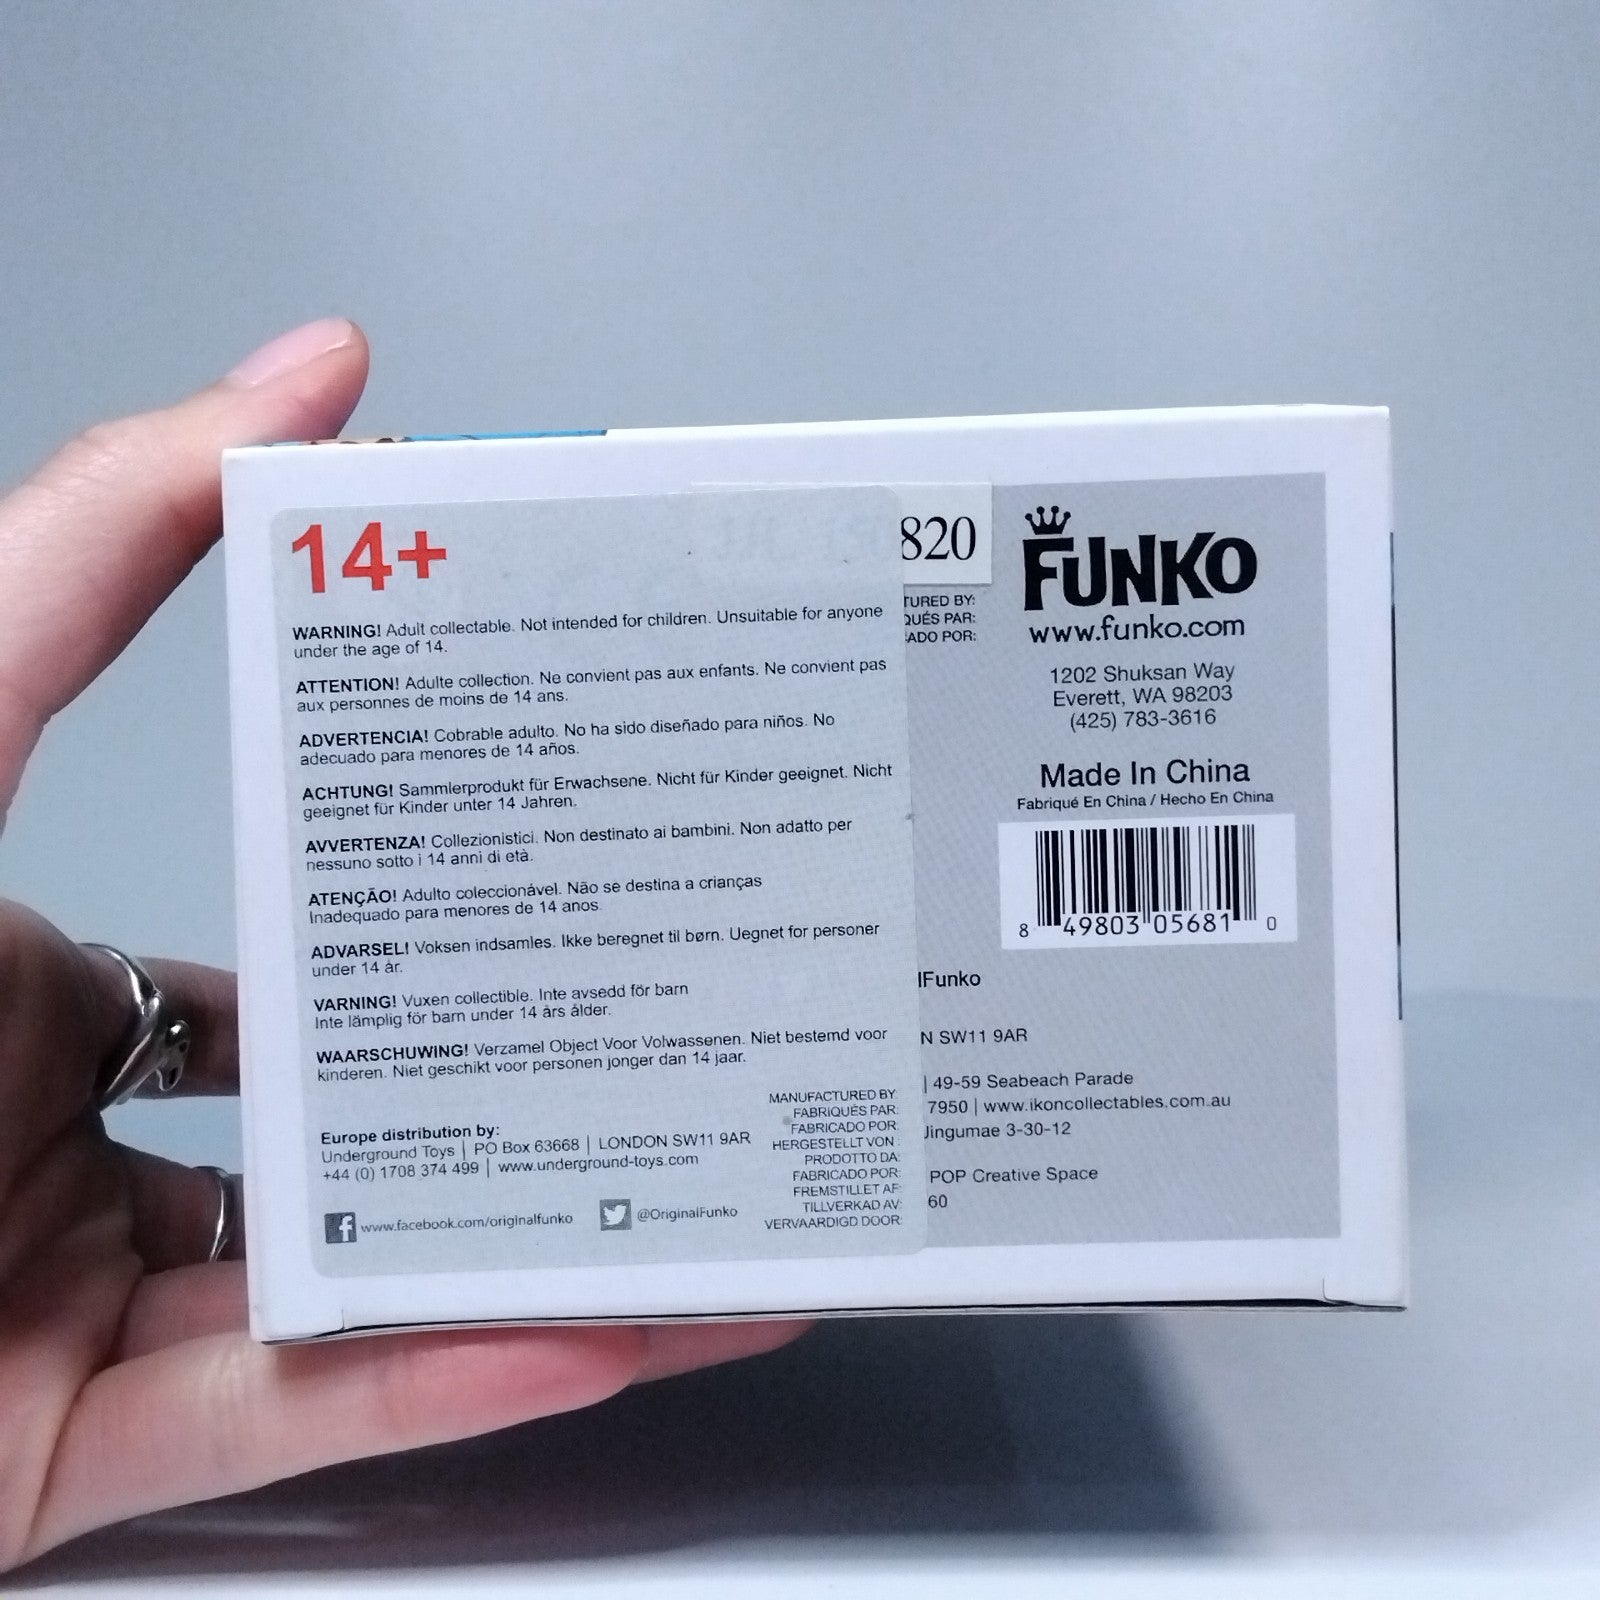 14+
WARNING! Adult collectable. Not intended for children. Unsuitable for anyone
under the age of 14.
ATTENTION! Adulte collection. Ne convient pas aux enfants. Ne convient pas
aux personnes de moins de 14 ans.
ADVERTENCIA! Cobrable adulto. No ha sido diseñado para niños. No
adecuado para menores de 14 años.
ACHTUNG! Sammlerprodukt für Erwachsene. Nicht für Kinder geeignet. Nicht
geeignet für Kinder unter 14 Jahren.
AVVERTENZA! Collezionistici. Non destinato ai bambini. Non adatto per
nessuno sotto i 14 anni di età.
ATENÇÃO! Adulto coleccionável. Não se destina a crianças
Inadequado para menores de 14 anos.
ADVARSEL! Voksen indsamles. Ikke beregnet til børn. Uegnet for personer
under 14 år.
VARNING! Vuxen collectible. Inte avsedd för barn
Inte lämplig för barn under 14 års ålder.
WAARSCHUWING! Verzamel Object Voor Volwassenen. Niet bestemd voor
kinderen. Niet geschikt voor personen jonger dan 14 jaar.
Europe distribution by:
Underground Toys | PO Box 63668 | LONDON SW11 9AR
+44 (0) 1708 374 499 | www.underground-toys.com
www.facebook.com/originalfunko
@OriginalFunko
MANUFACTURED BY:
FABRIQUÉS PAR:
FABRICADO POR:
HERGESTELLT VON :
PRODOTTO DA:
FABRICADO POR:
FREMSTILLET AF:
TILLVERKAD AV:
VERVAARDIGD DOOR:
820
TURED BY:
QUÉS PAR:
ADO POR:
FUNKO
www.funko.com
1202 Shuksan Way
Everett, WA 98203
(425) 783-3616
Made In China
Fabriqué En China / Hecho En China
8 49803 05681 0
lFunko
N SW11 9AR
| 49-59 Seabeach Parade
7950 | www.ikoncollectables.com.au
Jingumae 3-30-12
POP Creative Space
60